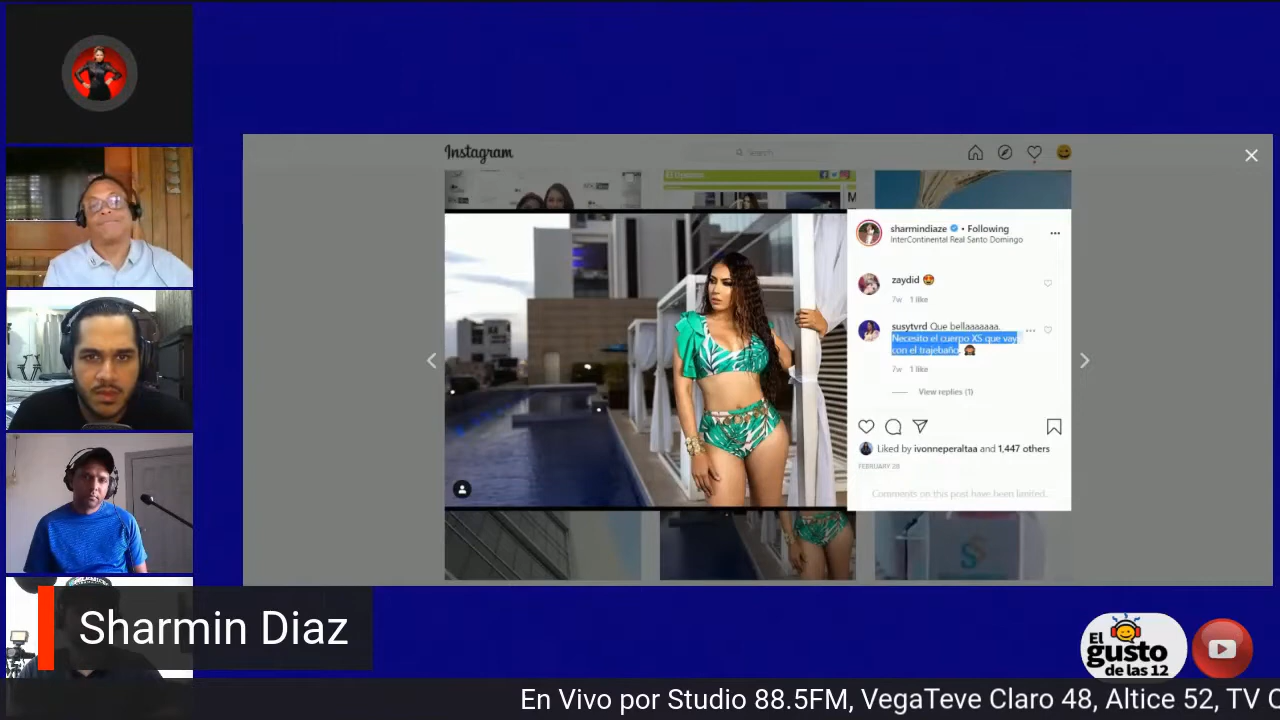 Instagram
Search
El Dyodeno
M
sharmindiaze • Following
InterContinental Real Santo Domingo
zaydid
7w 1 like
susytvrd Que bellaaaaaaa.
Necesito el cuerpo XS que vay
con el trajebaño.
7w 1 like
View replies (1)
Liked by ivonneperaltaa and 1,447 others
FEBRUARY 28
Comments on this post have been limited...
Sharmin Diaz
El
gusto
de las 12
En Vivo por Studio 88.5FM, VegaTeve Claro 48, Altice 52, TV C